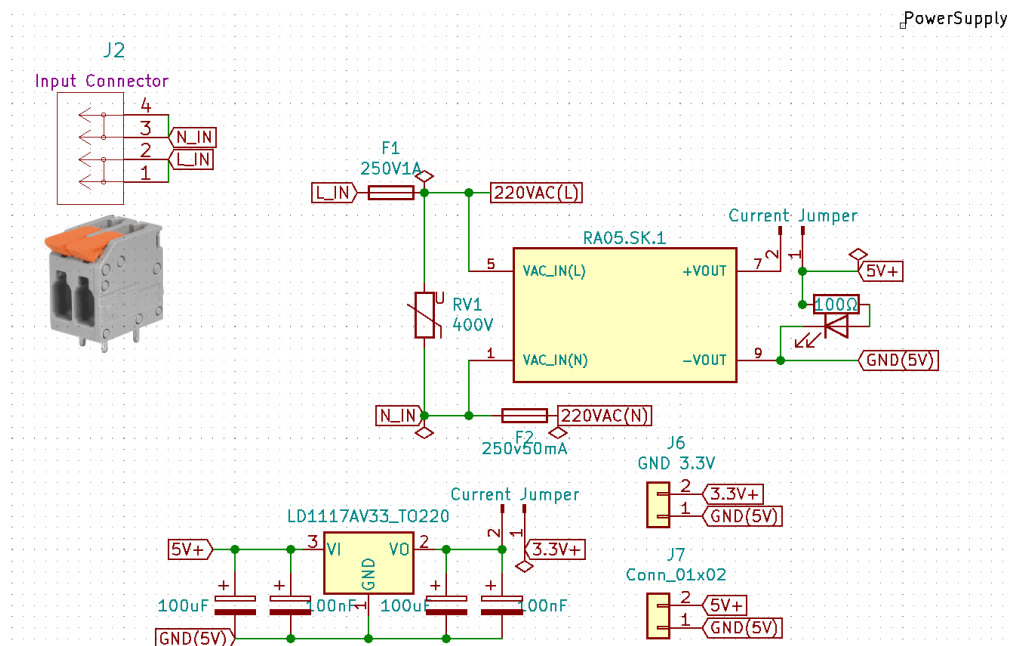 PowerSupply
J2
Input Connector
4
3
N_IN
2
L_IN
1
F1
250V1A
L_IN
220VAC(L)
Current Jumper
RA05.SK.1
2
1
5
VAC_IN(L)
+VOUT
7
5V+
U
RV1
400V
100Ω
1
VAC_IN(N)
-VOUT
9
GND(5V)
N_IN
220VAC(N)
F2
250v50mA
J6
GND 3.3V
2
3.3V+
1
GND(5V)
Current Jumper
LD1117AV33_TO220
2
1
5V+
3
VI
VO
2
3.3V+
GND
1
+
+
+
+
100uF
100nF
100uF
100nF
GND(5V)
J7
Conn_01x02
2
5V+
1
GND(5V)